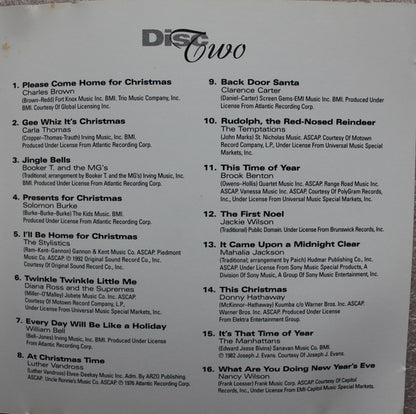 Disc Two
1. Please Come Home for Christmas
Charles Brown
(Brown-Redd) Fort Knox Music Inc. BMI. Trio Music Company, Inc.
BMI. Courtesy Of Global Licensing Inc.
2. Gee Whiz It's Christmas
Carla Thomas
(Cropper-Thomas-Trauth) Irving Music, Inc. BMI.
Produced Under License From Atlantic Recording Corp.
3. Jingle Bells
Booker T. and the MG's
(Traditional, arrangement by Booker T. and the MG's) Irving Music, Inc.
BMI. Produced Under License From Atlantic Recording Corp.
4. Presents for Christmas
Solomon Burke
(Burke-Burke-Burke) The Kids Music. BMI.
Produced Under License From Atlantic Recording Corp.
5. I'll Be Home for Christmas
The Stylistics
(Ram-Kent-Gannon) Gannon & Kent Music Co. ASCAP. Piedmont
Music Co. ASCAP. © 1992 Original Sound Record Co., Inc.
Courtesy Of Original Sound Record Co., Inc.
6. Twinkle Twinkle Little Me
Diana Ross and the Supremes
(Miller-O'Malley) Jobete Music Co. Inc. ASCAP.
Courtesy Of Motown Record Company, LP,
Under License From Universal Music Special Markets, Inc.
7. Every Day Will Be Like a Holiday
William Bell
(Bell-Jones) Irving Music, Inc. BMI. Produced Under License
From Atlantic Recording Corp.
8. At Christmas Time
Luther Vandross
(Luther Vandross) Emre Deekay Music Inc. Adm. By ARZO Publishing.
ASCAP. Uncle Ronnie's Music Co. ASCAP. ℗ 1976 Atlantic Recording Corp.
9. Back Door Santa
Clarence Carter
(Daniel-Carter) Screen Gems-EMI Music Inc. BMI. Produced Under
License From Atlantic Recording Corp.
10. Rudolph, the Red-Nosed Reindeer
The Temptations
(John Marks) St. Nicholas Music, Inc. ASCAP. Courtesy Of Motown
Record Company, L.P., Under License From Universal Music Special
Markets, Inc.
11. This Time of Year
Brook Benton
(Owens-Hollis) Quartet Music Inc. ASCAP. Range Road Music Inc.
ASCAP. Vanessa Music Inc. ASCAP. Courtesy Of PolyGram Records,
Inc., Under License From Universal Music Special Markets, Inc.
12. The First Noel
Jackie Wilson
(Traditional) Public Domain. Under License From Brunswick Records, Inc.
13. It Came Upon a Midnight Clear
Mahalia Jackson
(Traditional; arrangement by Paich) Hudmar Publishing Co., Inc.
ASCAP. Under License From Sony Music Special Products, A
Division Of Sony Music, A Group Of Sony Music Entertainment Inc.
14. This Christmas
Donny Hathaway
(McKinnor-Hathaway) Kuumba c/o Warner Bros. Inc. ASCAP.
Crystal Raisin c/o Warner Bros. Inc. ASCAP. Produced Under License
From Elektra Entertainment Group.
15. It's That Time of Year
The Manhattans
(Edward Jesse Bivins) Sanavan Music Co. BMI.
℗ 1982 Joseph J. Evans. Courtesy Of Joseph J. Evans.
16. What Are You Doing New Year's Eve
Nancy Wilson
(Frank Loesser) Frank Music Corp. ASCAP. Courtesy Of Capitol
Records, Inc., Under License From EMI-Capitol Music Special
Markets.